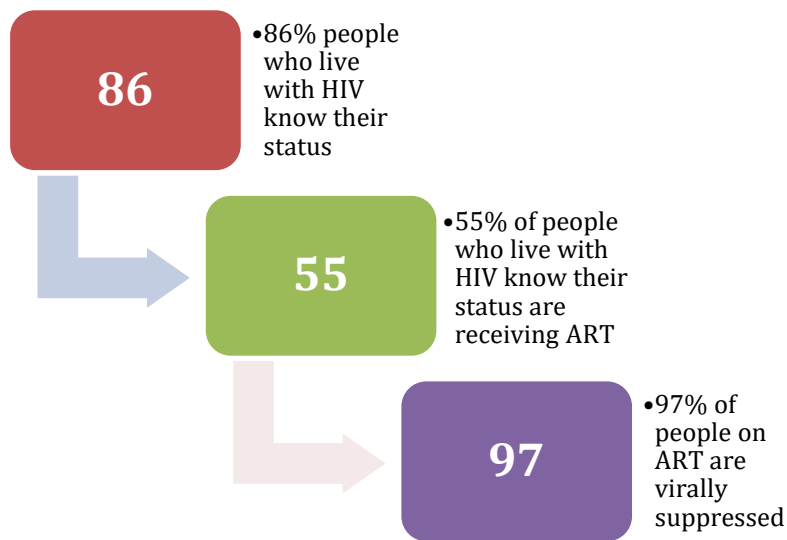 86
•86% people
who live
with HIV
know their
status
55
•55% of people
who live with
HIV know their
status are
receiving ART
97
•97% of
people on
ART are
virally
suppressed